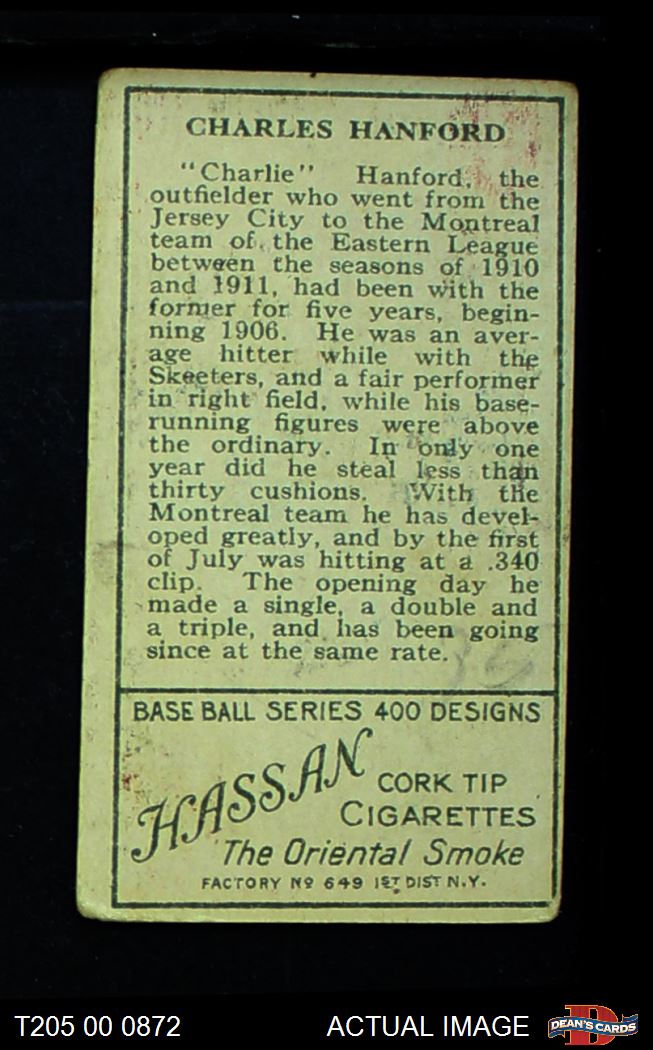 CHARLES HANFORD
"Charlie" Hanford, the
outfielder who went from the
Jersey City to the Montreal
team of the Eastern League
between the seasons of 1910
and 1911, had been with the
former for five years, begin-
ning 1906. He was an aver-
age hitter while with the
Skeeters, and a fair performer
in right field, while his base-
running figures were above
the ordinary. In only one
year did he steal less than
thirty cushions. With the
Montreal team he has devel-
oped greatly, and by the first
of July was hitting at a .340
clip. The opening day he
made a single, a double and
a triple, and has been going
since at the same rate.
BASE BALL SERIES 400 DESIGNS
HASSAN
CORK TIP
CIGARETTES
The Oriental Smoke
FACTORY Nº 649 1ST DIST N.Y.
T205 00 0872 ACTUAL IMAGE
D
DEAN'S CARDS